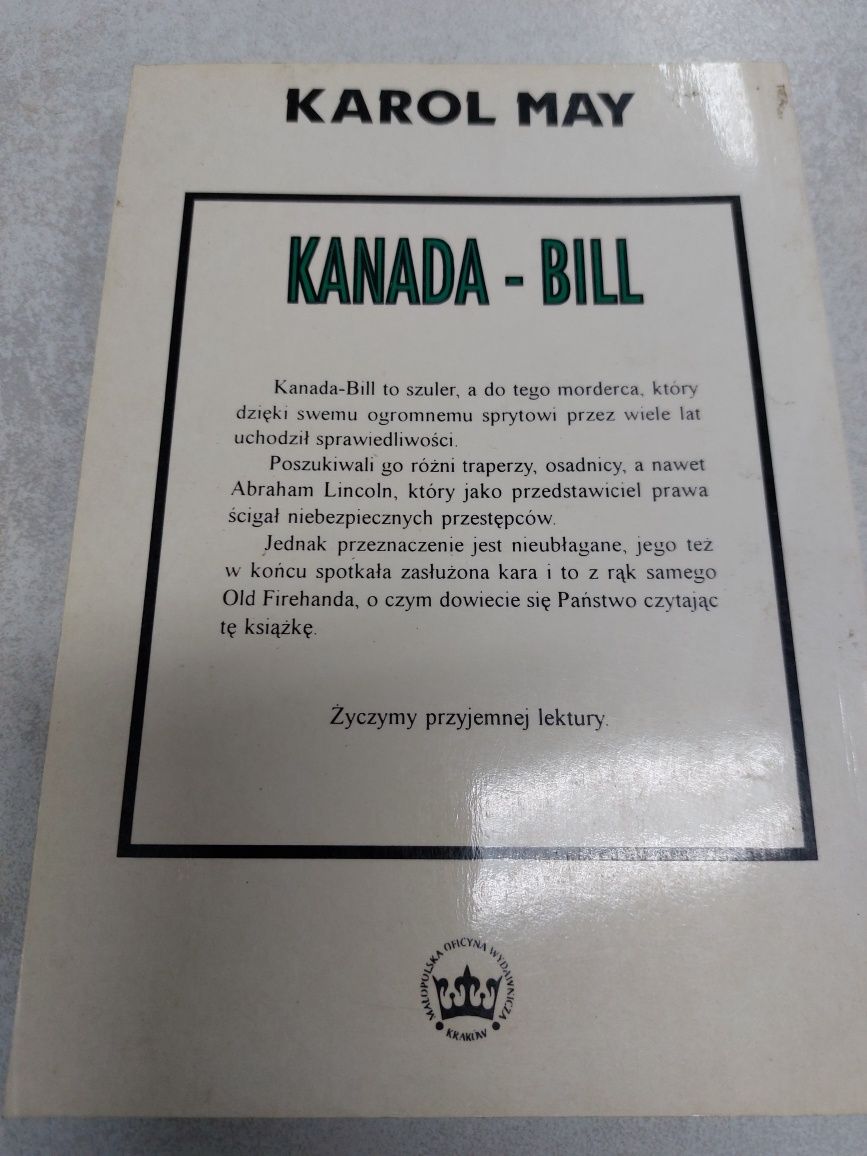 KAROL MAY
KANADA - BILL
Kanada-Bill to szuler, a do tego morderca, który
dzięki swemu ogromnemu sprytowi przez wiele lat
uchodził sprawiedliwości.
Poszukiwali go różni traperzy, osadnicy, a nawet
Abraham Lincoln, który jako przedstawiciel prawa
ścigał niebezpiecznych przestępców.
Jednak przeznaczenie jest nieubłagane, jego też
w końcu spotkała zasłużona kara i to z rąk samego
Old Firehanda, o czym dowiecie się Państwo czytając
tę książkę.
Życzymy przyjemnej lektury.
MAŁOPOLSKA OFICYNA WYDAWNICZA
KRAKÓW